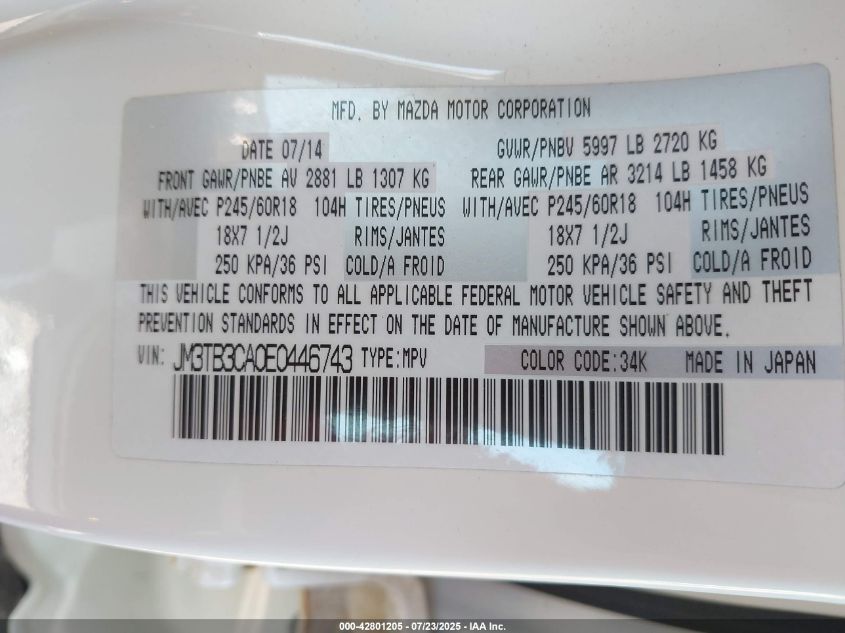 MFD. BY MAZDA MOTOR CORPORATION
DATE 07/14 GVWR/PNBV 5997 LB 2720 KG
FRONT GAWR/PNBE AV 2881 LB 1307 KG REAR GAWR/PNBE AR 3214 LB 1458 KG
WITH/AVEC P245/60R18 104H TIRES/PNEUS WITH/AVEC P245/60R18 104H TIRES/PNEUS
18X7 1/2J RIMS/JANTES 18X7 1/2J RIMS/JANTES
250 KPA/36 PSI COLD/A FROID 250 KPA/36 PSI COLD/A FROID
THIS VEHICLE CONFORMS TO ALL APPLICABLE FEDERAL MOTOR VEHICLE SAFETY AND THEFT
PREVENTION STANDARDS IN EFFECT ON THE DATE OF MANUFACTURE SHOWN ABOVE.
VIN: JM3TB3CA0E0446743 TYPE:MPV COLOR CODE:34K MADE IN JAPAN
000-42801205 - 07/23/2025 - IAA Inc.